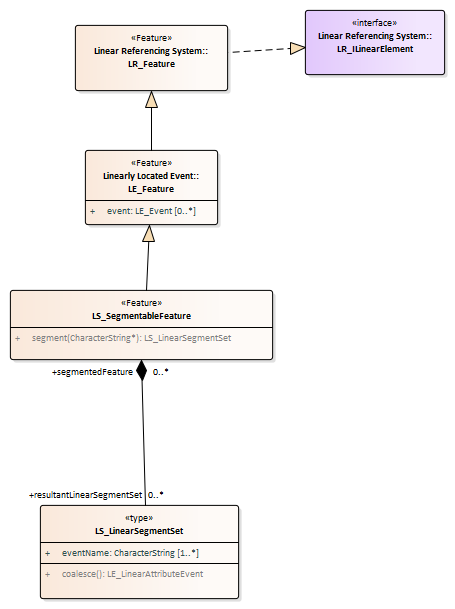 «Feature»
Linear Referencing System::
LR_Feature
«interface»
Linear Referencing System::
LR_ILinearElement
«Feature»
Linearly Located Event::
LE_Feature
+ event: LE_Event [0..*]
«Feature»
LS_SegmentableFeature
+ segment(CharacterString*): LS_LinearSegmentSet
+segmentedFeature 0..*
+resultantLinearSegmentSet 0..*
«type»
LS_LinearSegmentSet
+ eventName: CharacterString [1..*]
+ coalesce(): LE_LinearAttributeEvent